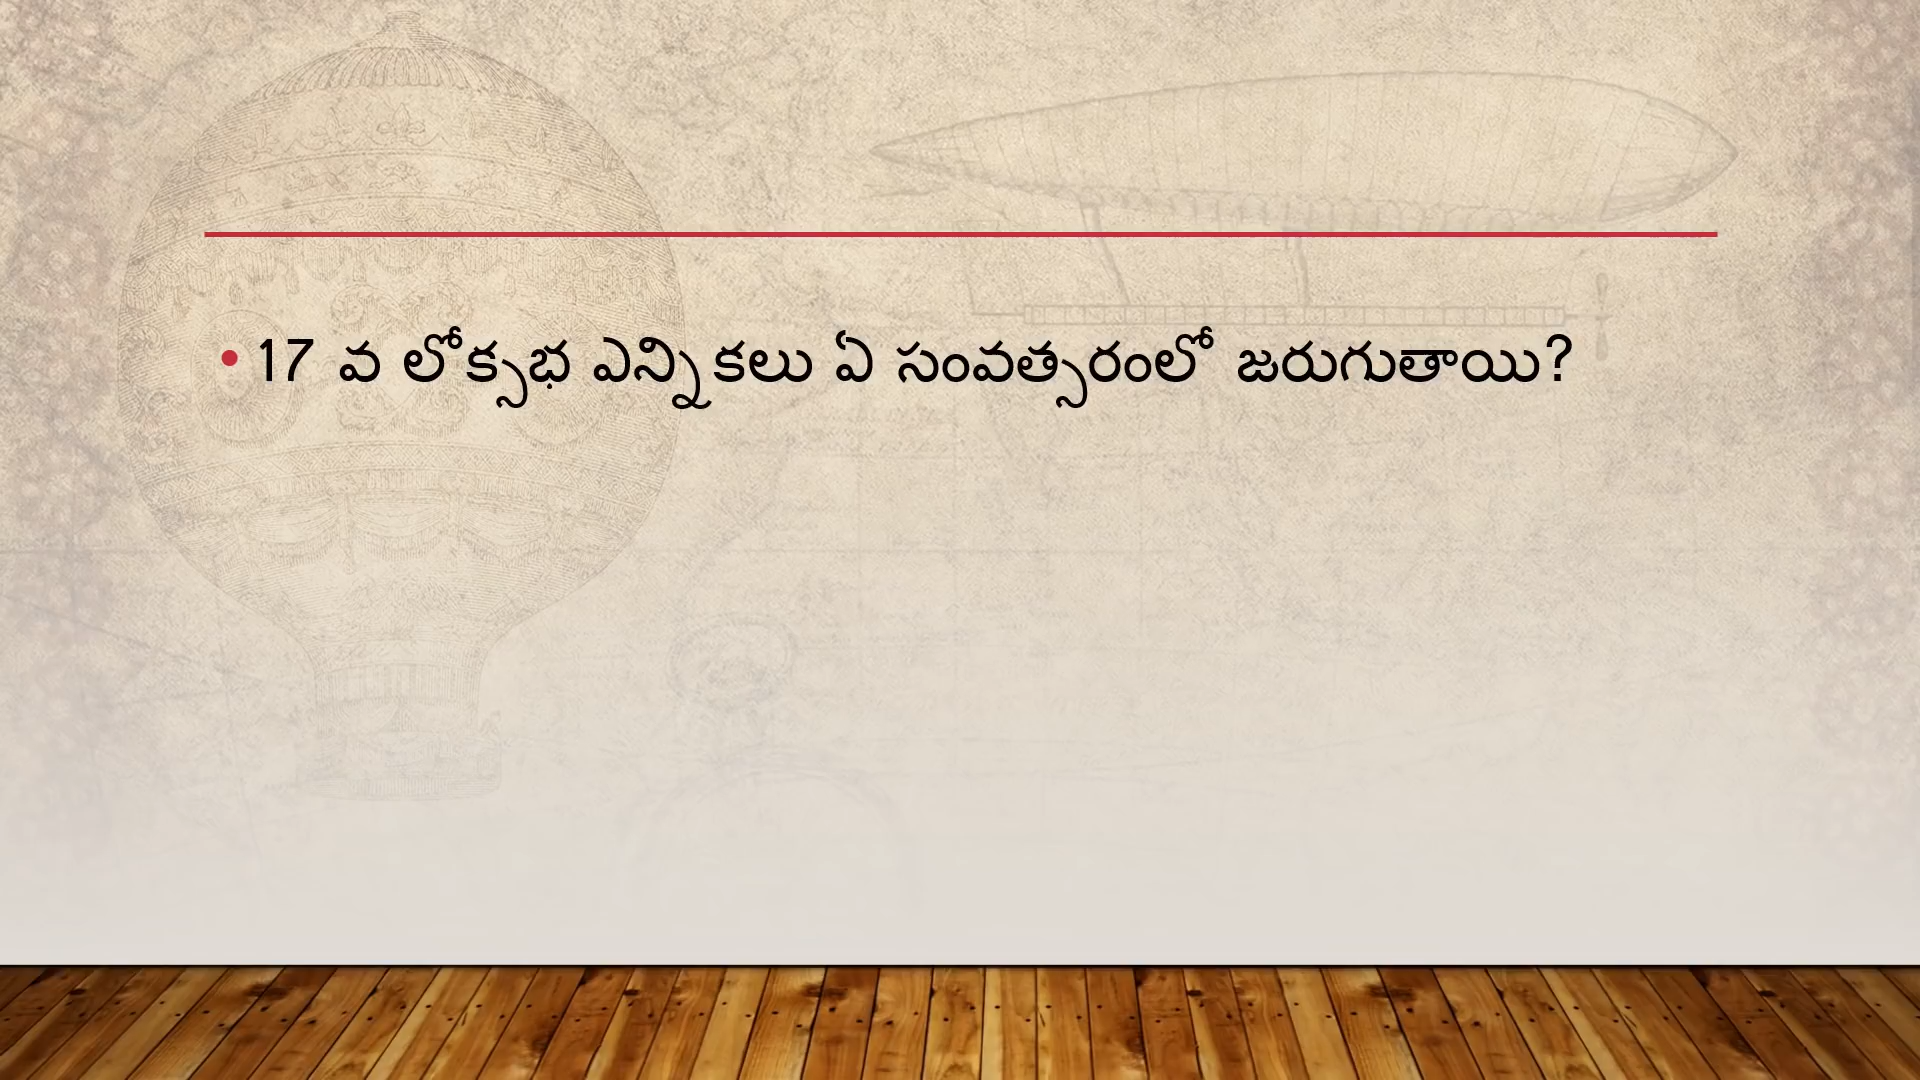 • 17 వ లోక్సభ ఎన్నికలు ఏ సంవత్సరంలో జరుగుతాయి?